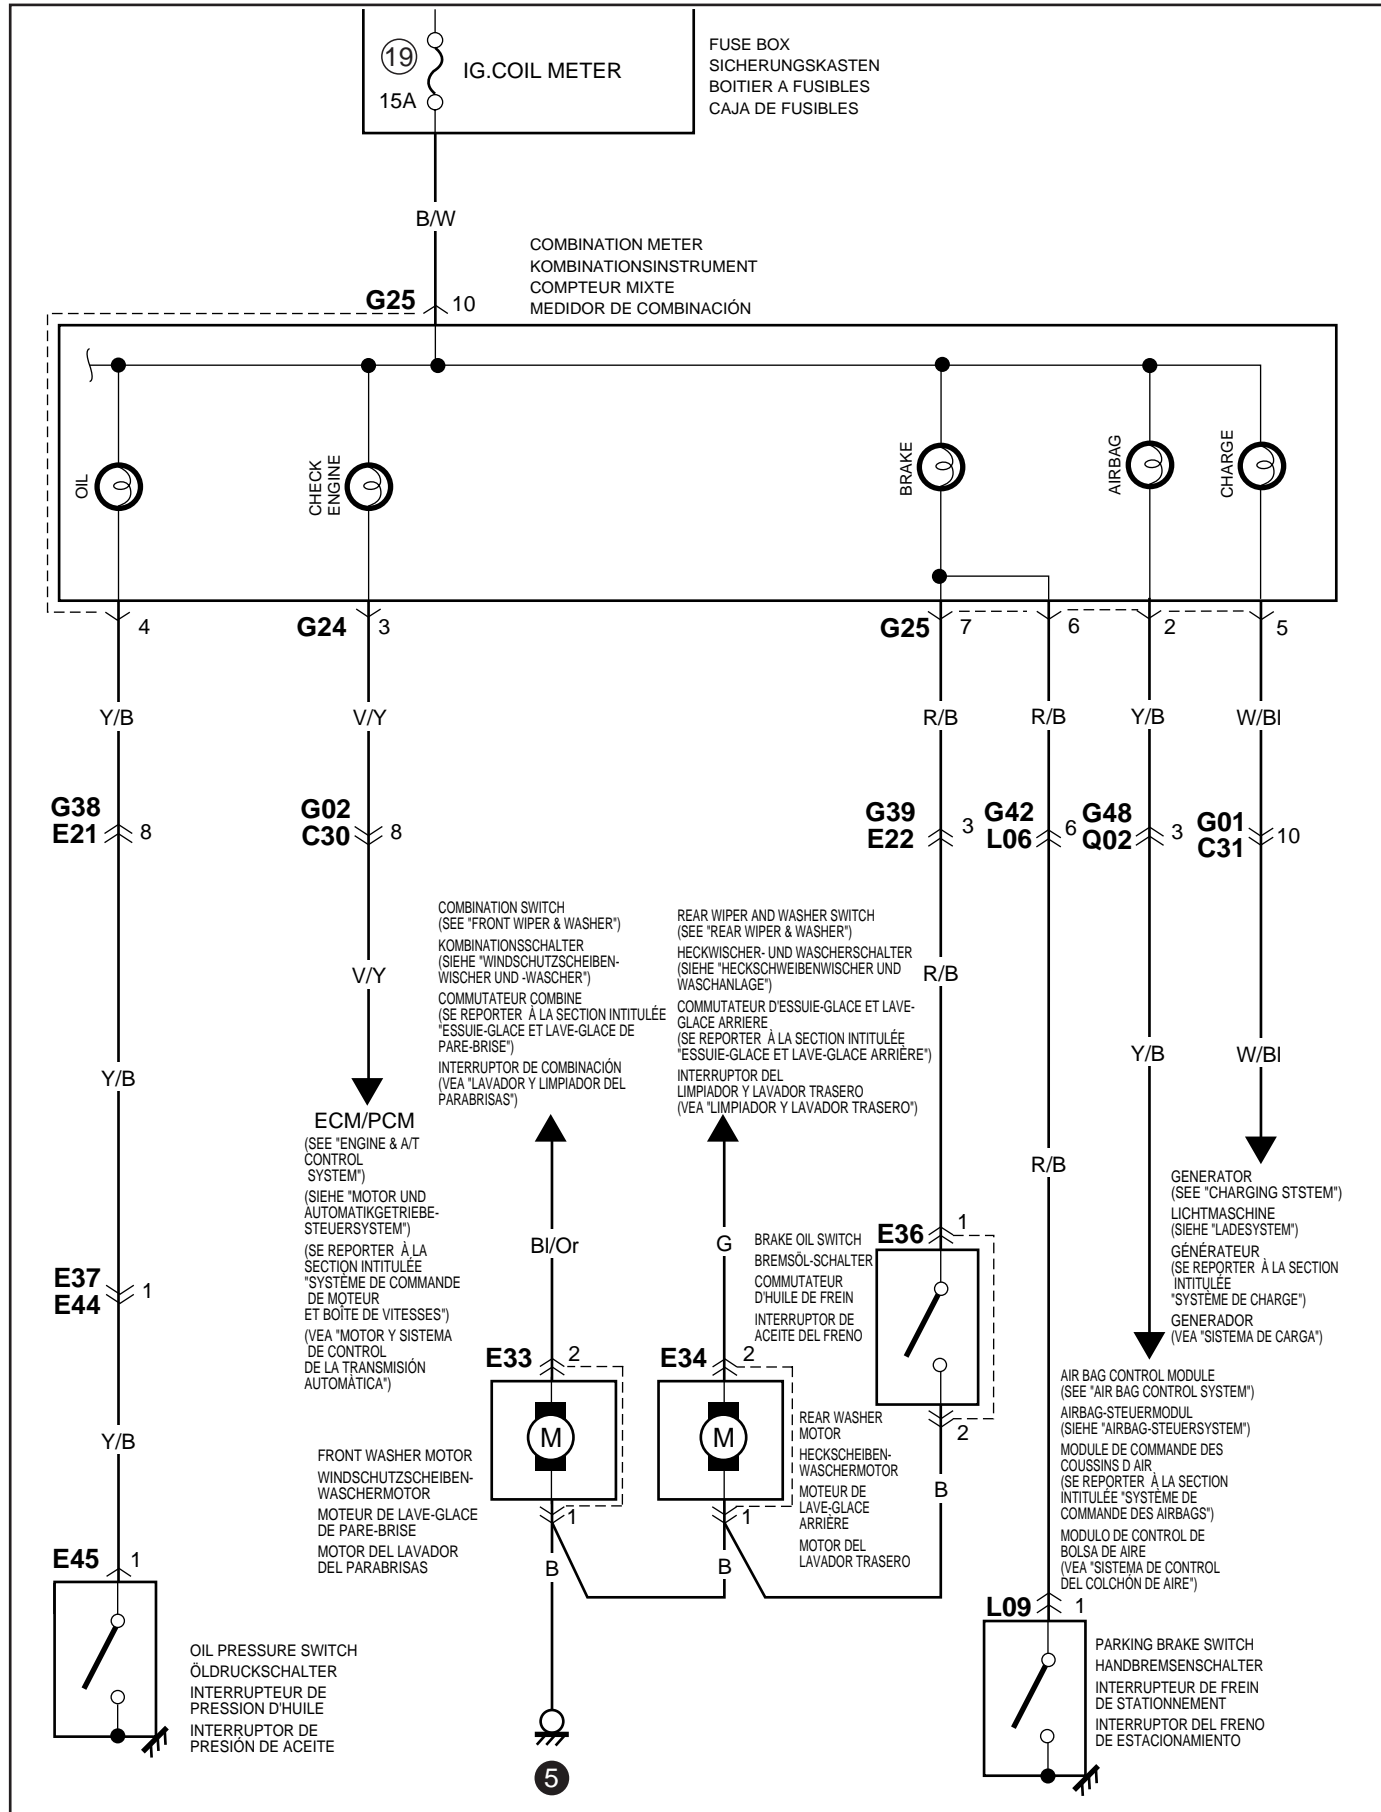 19
15A
IG.COIL METER
FUSE BOX
SICHERUNGSKASTEN
BOITIER A FUSIBLES
CAJA DE FUSIBLES
B/W
COMBINATION METER
KOMBINATIONSINSTRUMENT
COMPTEUR MIXTE
MEDIDOR DE COMBINACIÓN
G25 10
OIL
CHECK
ENGINE
BRAKE
AIRBAG
CHARGE
4
G24 3
G25 7
6
2
5
Y/B
V/Y
R/B
R/B
Y/B
W/Bl
G38
E21 8
G02
C30 8
G39
E22 3
G42
L06 6
G48
Q02 3
G01
C31 10
COMBINATION SWITCH
(SEE "FRONT WIPER & WASHER")
KOMBINATIONSSCHALTER
(SIEHE "WINDSCHUTZSCHEIBEN-
WISCHER UND -WASCHER")
COMMUTATEUR COMBINE
(SE REPORTER À LA SECTION INTITULÉE
"ESSUIE-GLACE ET LAVE-GLACE DE
PARE-BRISE")
INTERRUPTOR DE COMBINACIÓN
(VEA "LAVADOR Y LIMPIADOR DEL
PARABRISAS")
REAR WIPER AND WASHER SWITCH
(SEE "REAR WIPER & WASHER")
HECKWISCHER- UND WASCHERSCHALTER
(SIEHE "HECKSCHWEIBENWISCHER UND
WASCHANLAGE")
COMMUTATEUR D'ESSUIE-GLACE ET LAVE-
GLACE ARRIERE
(SE REPORTER À LA SECTION INTITULÉE
"ESSUIE-GLACE ET LAVE-GLACE ARRIÈRE")
INTERRUPTOR DEL
LIMPIADOR Y LAVADOR TRASERO
(VEA "LIMPIADOR Y LAVADOR TRASERO")
V/Y
R/B
Y/B
Y/B
W/Bl
ECM/PCM
(SEE "ENGINE & A/T
CONTROL
SYSTEM")
(SIEHE "MOTOR UND
AUTOMATIKGETRIEBE-
STEUERSYSTEM")
(SE REPORTER À LA
SECTION INTITULÉE
"SYSTÈME DE COMMANDE
DE MOTEUR
ET BOÎTE DE VITESSES")
(VEA "MOTOR Y SISTEMA
DE CONTROL
DE LA TRANSMISIÓN
AUTOMÀTICA")
R/B
GENERATOR
(SEE "CHARGING STSTEM")
LICHTMASCHINE
(SIEHE "LADESYSTEM")
GÉNÉRATEUR
(SE REPORTER À LA SECTION
INTITULÉE
"SYSTÈME DE CHARGE")
GENERADOR
(VEA "SISTEMA DE CARGA")
Bl/Or
G
BRAKE OIL SWITCH
BREMSÖL-SCHALTER
COMMUTATEUR
D'HUILE DE FREIN
INTERRUPTOR DE
ACEITE DEL FRENO
E36 1
2
E37
E44 1
E33 2
E34 2
M
M
AIR BAG CONTROL MODULE
(SEE "AIR BAG CONTROL SYSTEM")
AIRBAG-STEUERMODUL
(SIEHE "AIRBAG-STEUERSYSTEM")
MODULE DE COMMANDE DES
COUSSINS D AIR
(SE REPORTER À LA SECTION
INTITULÉE "SYSTÈME DE
COMMANDE DES AIRBAGS")
MODULO DE CONTROL DE
BOLSA DE AIRE
(VEA "SISTEMA DE CONTROL
DEL COLCHÓN DE AIRE")
REAR WASHER
MOTOR
HECKSCHEIBEN-
WASCHERMOTOR
MOTEUR DE
LAVE-GLACE
ARRIÈRE
MOTOR DEL
LAVADOR TRASERO
Y/B
FRONT WASHER MOTOR
WINDSCHUTZSCHEIBEN-
WASCHERMOTOR
MOTEUR DE LAVE-GLACE
DE PARE-BRISE
MOTOR DEL LAVADOR
DEL PARABRISAS
1
1
B
B
B
E45 1
OIL PRESSURE SWITCH
ÖLDRUCKSCHALTER
INTERRUPTEUR DE
PRESSION D'HUILE
INTERRUPTOR DE
PRESIÓN DE ACEITE
L09 1
PARKING BRAKE SWITCH
HANDBREMSENSCHALTER
INTERRUPTEUR DE FREIN
DE STATIONNEMENT
INTERRUPTOR DEL FRENO
DE ESTACIONAMIENTO
5